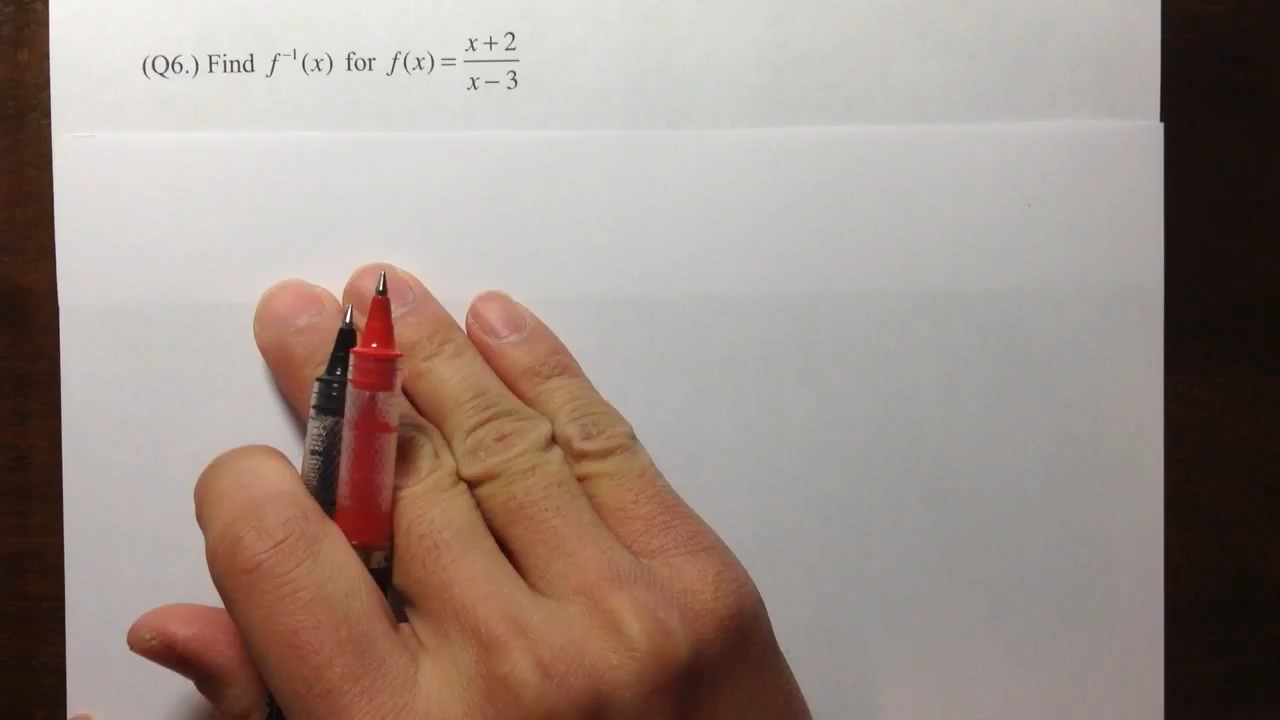 (Q6.) Find f⁻¹(x) for f(x) = x+2 / x−3